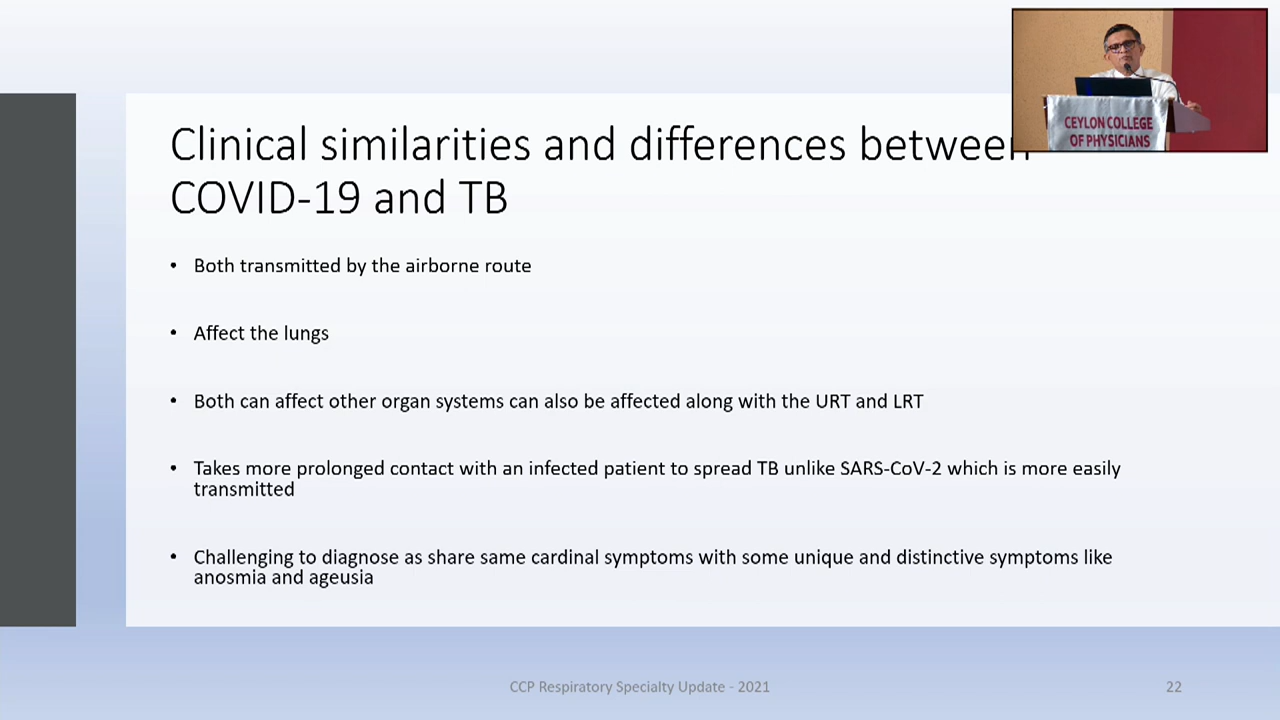 CEYLON COLLEGE
OF PHYSICIANS
Clinical similarities and differences between
COVID-19 and TB
• Both transmitted by the airborne route
• Affect the lungs
• Both can affect other organ systems can also be affected along with the URT and LRT
• Takes more prolonged contact with an infected patient to spread TB unlike SARS-CoV-2 which is more easily
transmitted
• Challenging to diagnose as share same cardinal symptoms with some unique and distinctive symptoms like
anosmia and ageusia
CCP Respiratory Specialty Update - 2021
22